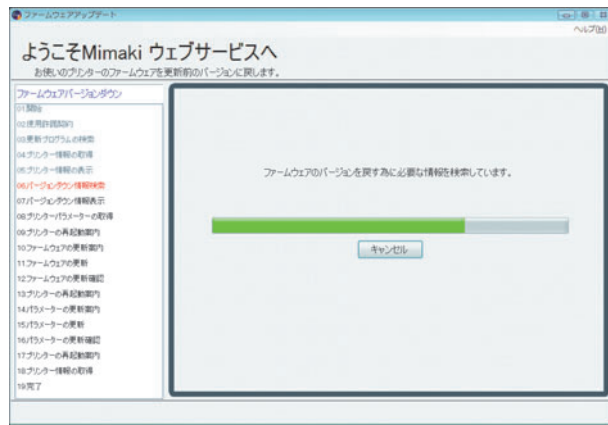 ファームウェアアップデート
ヘルプ(H)
ようこそMimaki ウェブサービスへ
お使いのプリンターのファームウェアを更新前のバージョンに戻します。
ファームウェアバージョンダウン
01.開始
02.使用許諾契約
03.更新プログラムの検索
04.プリンター情報の取得
05.プリンター情報の表示
06.バージョンダウン情報検索
07.バージョンダウン情報表示
08.プリンターパラメーターの取得
09.プリンターの再起動案内
10.ファームウェアの更新案内
11.ファームウェアの更新
12.ファームウェアの更新確認
13.プリンターの再起動案内
14.パラメーターの更新案内
15.パラメーターの更新
16.パラメーターの更新確認
17.プリンターの再起動案内
18.プリンター情報の取得
19.完了
ファームウェアのバージョンを戻す為に必要な情報を検索しています。
キャンセル